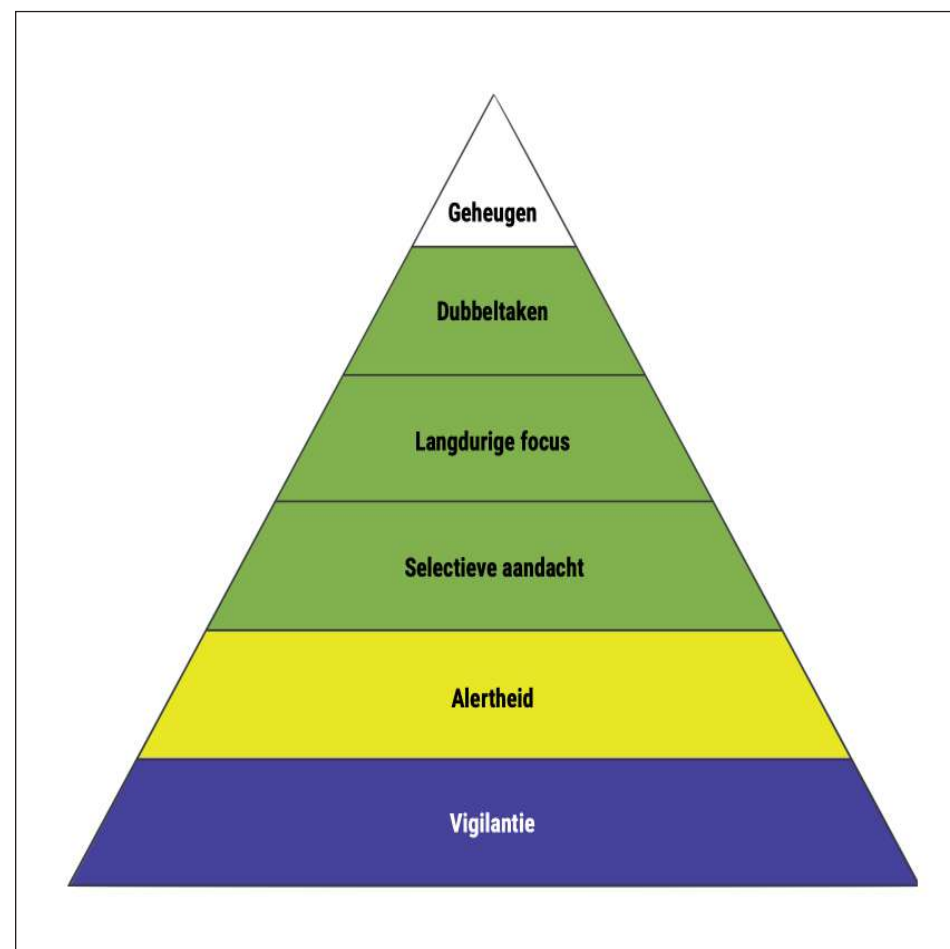 Geheugen
Dubbeltaken
Langdurige focus
Selectieve aandacht
Alertheid
Vigilantie